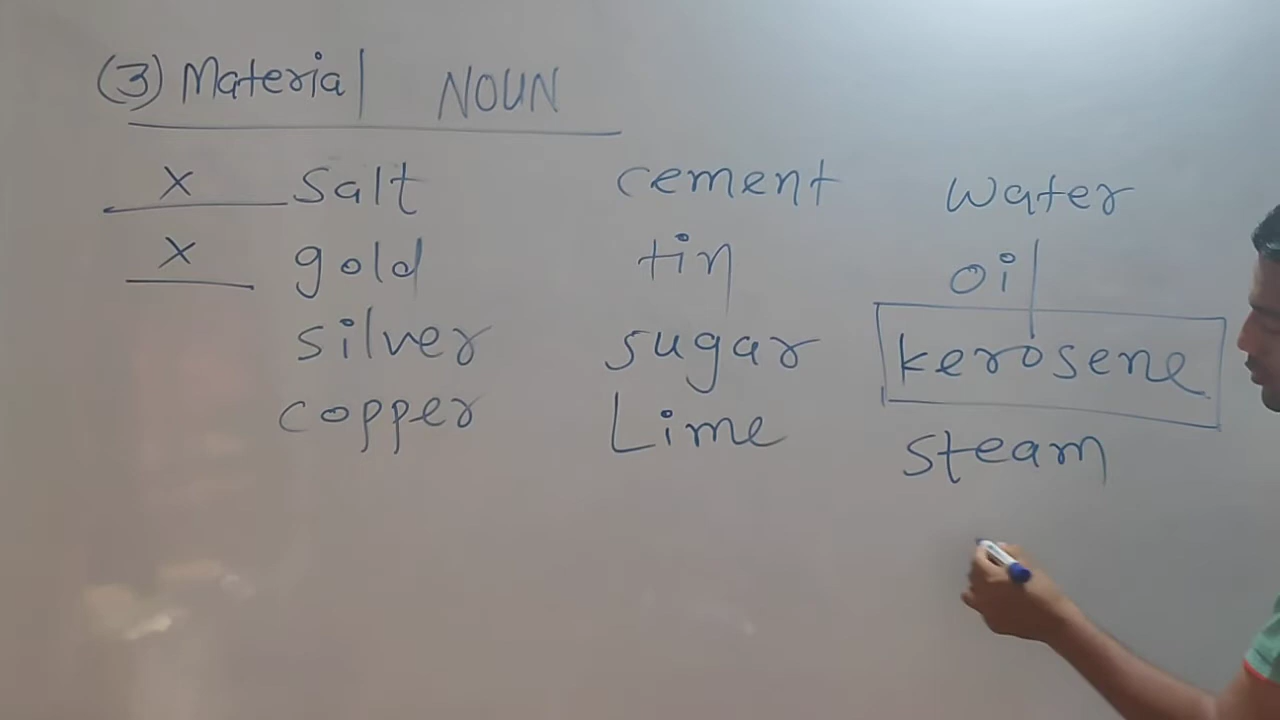 (3) Material NOUN
x salt cement water
x gold tin oil
silver sugar kerosene
copper Lime steam